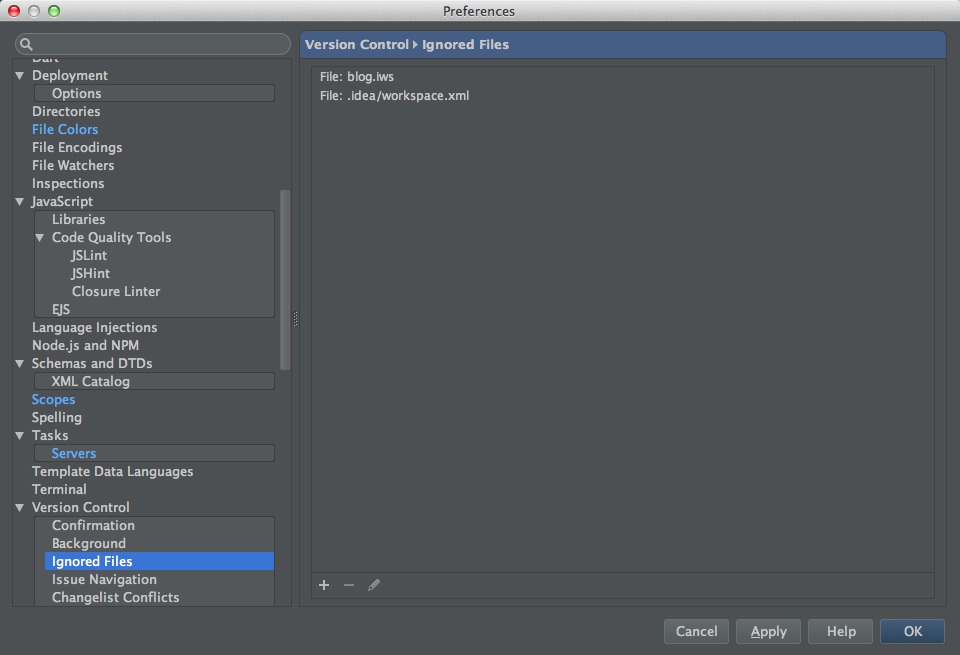 Preferences
Dart
Deployment
Options
Directories
File Colors
File Encodings
File Watchers
Inspections
JavaScript
Libraries
Code Quality Tools
JSLint
JSHint
Closure Linter
EJS
Language Injections
Node.js and NPM
Schemas and DTDs
XML Catalog
Scopes
Spelling
Tasks
Servers
Template Data Languages
Terminal
Version Control
Confirmation
Background
Ignored Files
Issue Navigation
Changelist Conflicts
Version Control ▸ Ignored Files
File: blog.iws
File: .idea/workspace.xml
Cancel Apply Help OK